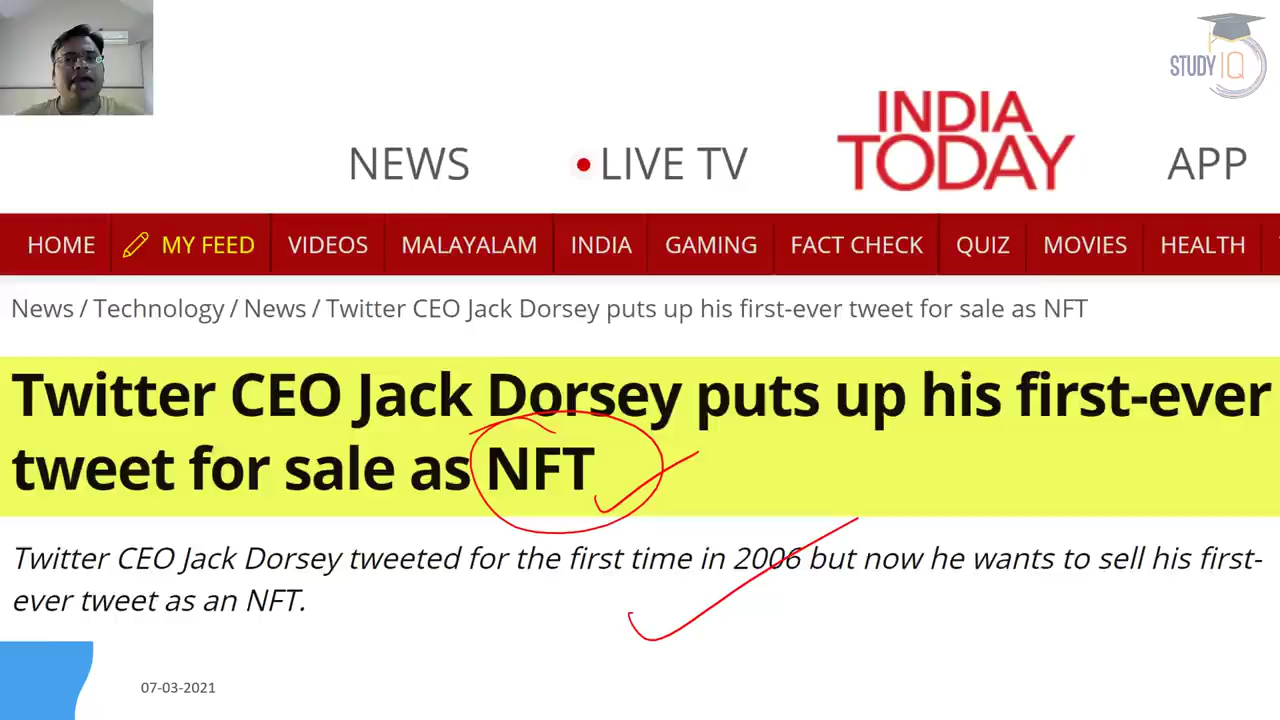 STUDY IQ
INDIA
TODAY
NEWS
LIVE TV
APP
HOME
MY FEED
VIDEOS
MALAYALAM
INDIA
GAMING
FACT CHECK
QUIZ
MOVIES
HEALTH
News / Technology / News / Twitter CEO Jack Dorsey puts up his first-ever tweet for sale as NFT
Twitter CEO Jack Dorsey puts up his first-ever
tweet for sale as NFT
Twitter CEO Jack Dorsey tweeted for the first time in 2006 but now he wants to sell his first-
ever tweet as an NFT.
07-03-2021